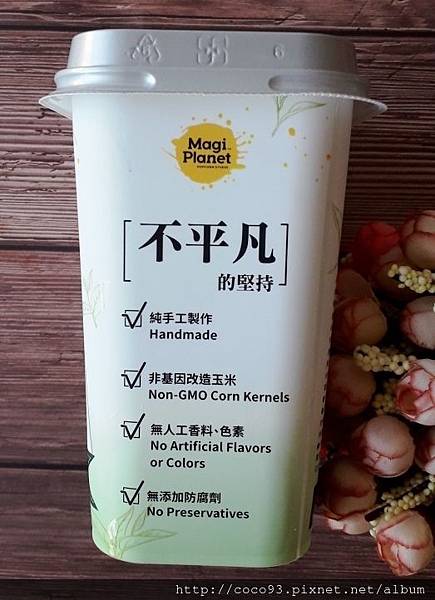 6
Magi
Planet
[不平凡]
的堅持
純手工製作
Handmade
非基因改造玉米
Non-GMO Corn Kernels
無人工香料、色素
No Artificial Flavors
or Colors
無添加防腐劑
No Preservatives
http://coco93.pixnet.net/album